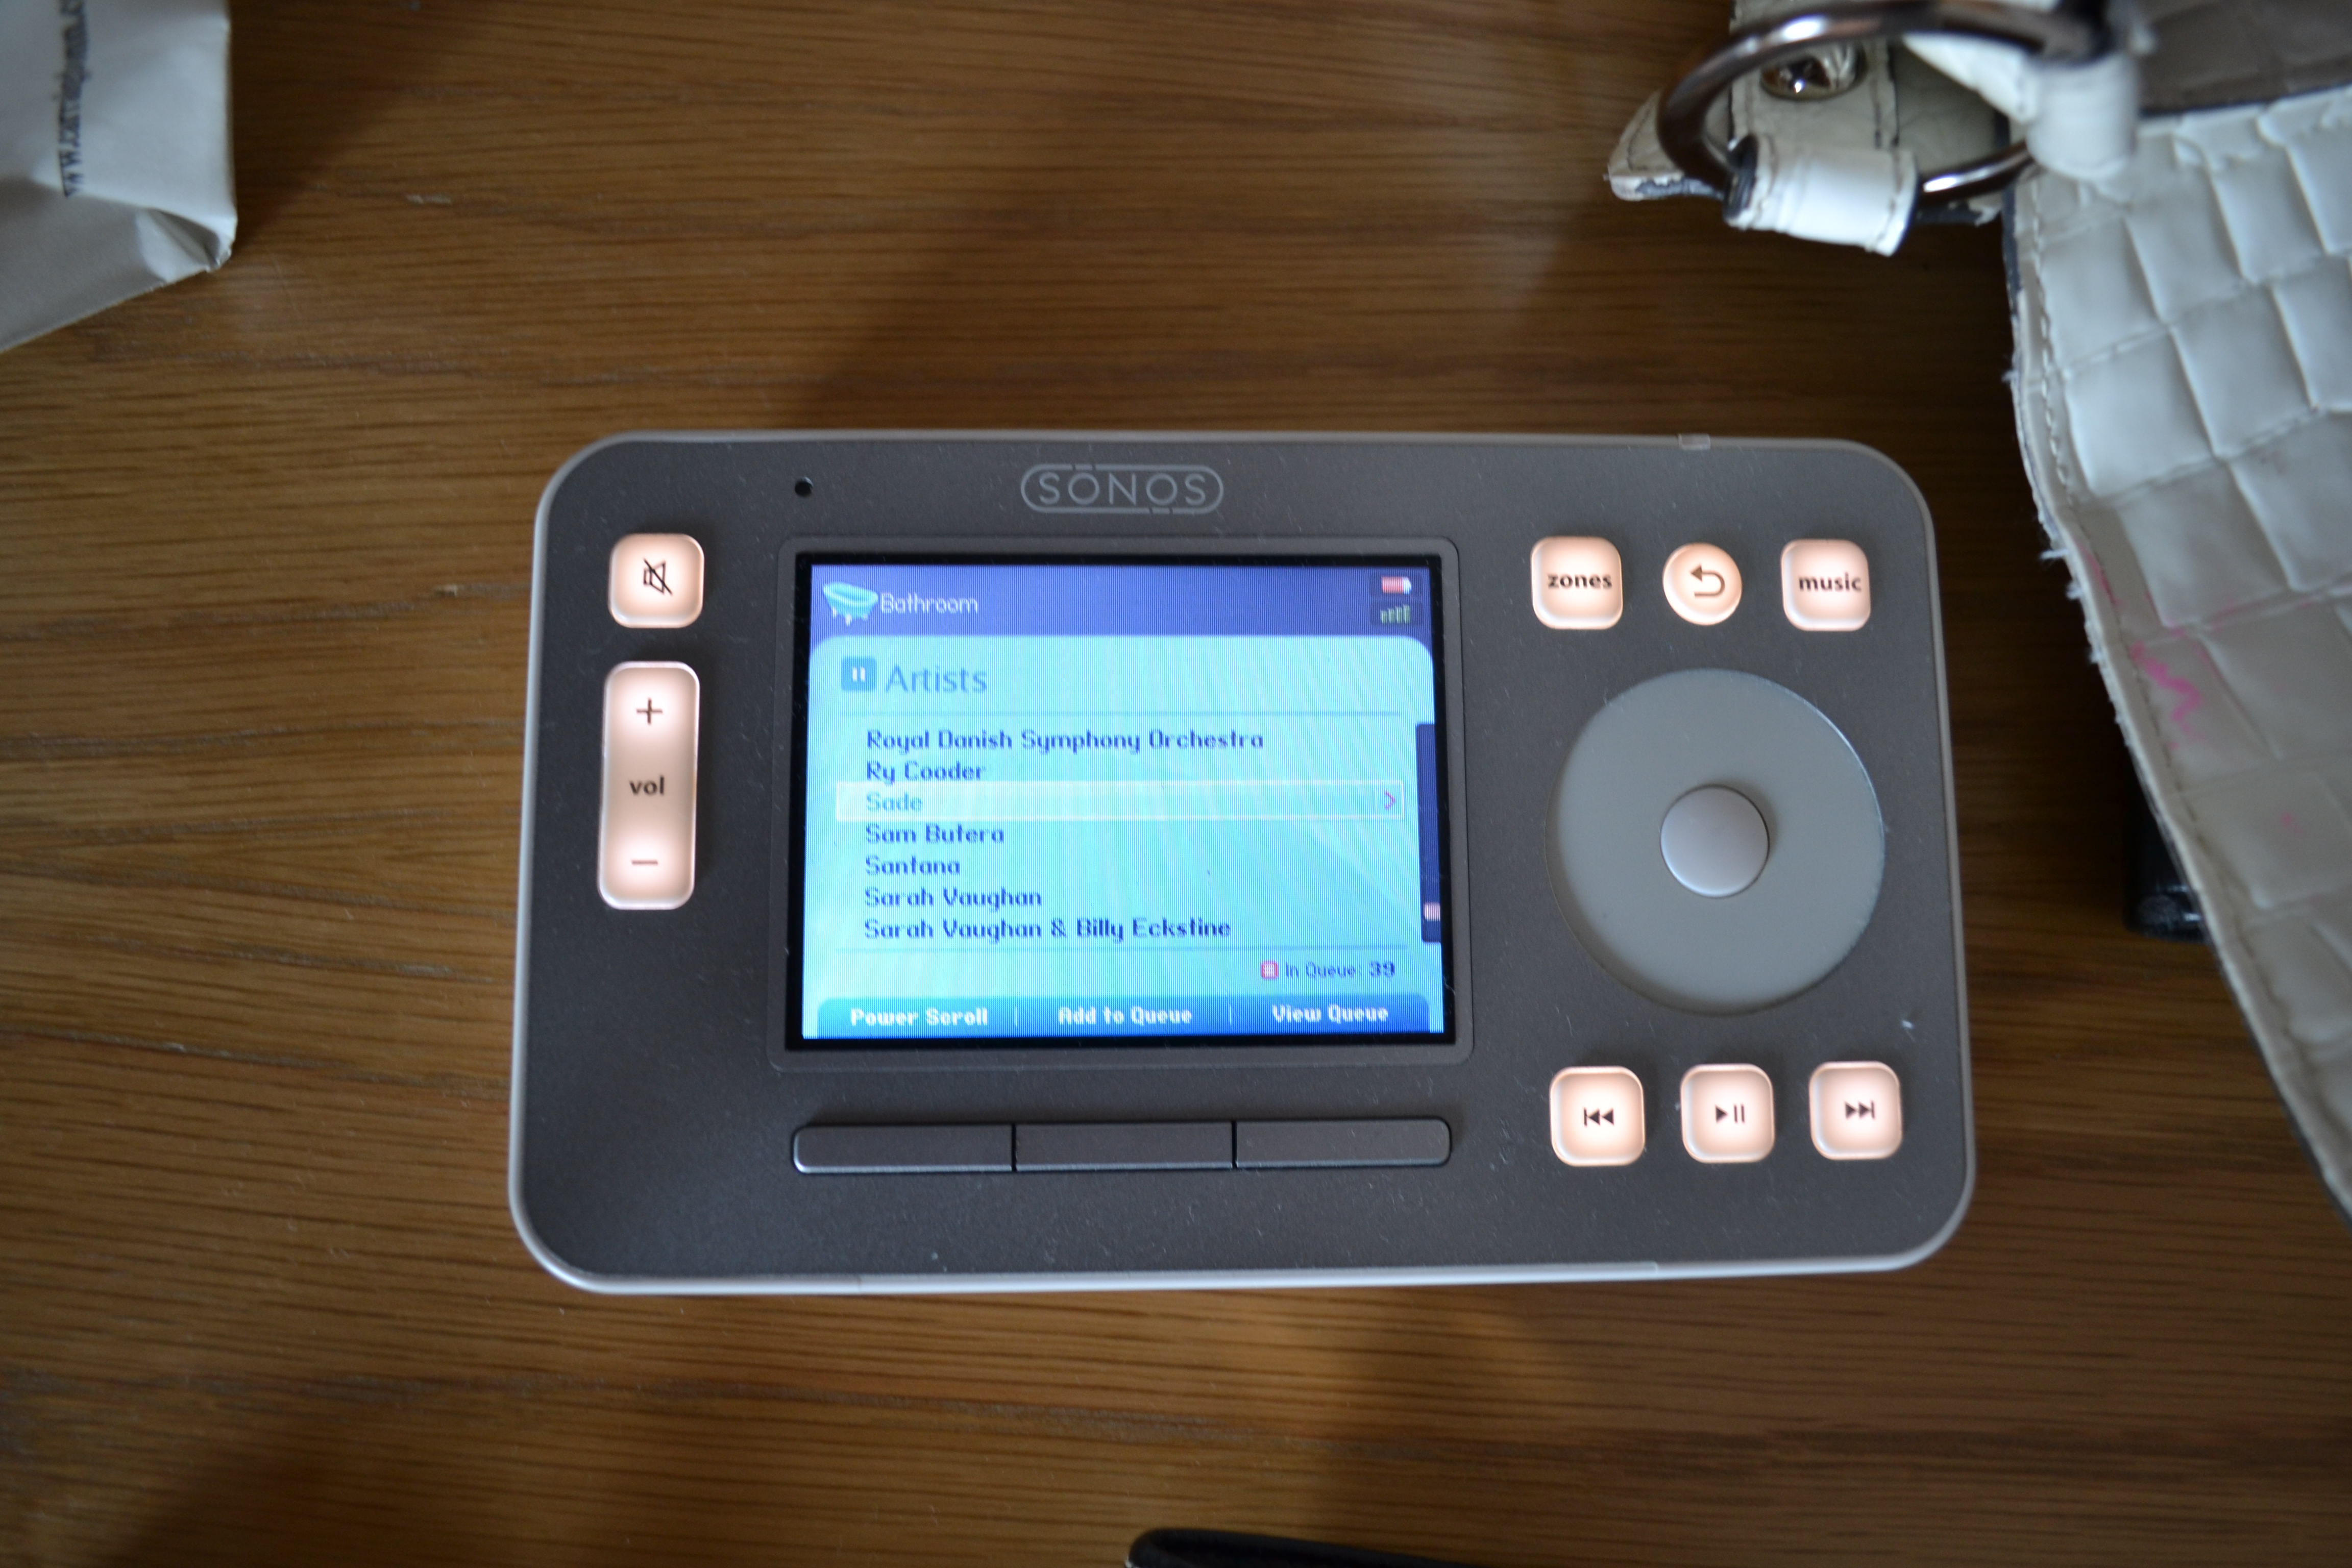 SONOS
zones
music
vol
Bathroom
Artists
Royal Danish Symphony Orchestra
Ry Cooder
Sade
Sam Butera
Santana
Sarah Vaughan
Sarah Vaughan & Billy Eckstine
In Queue: 39
Power Scroll | Add to Queue | View Queue